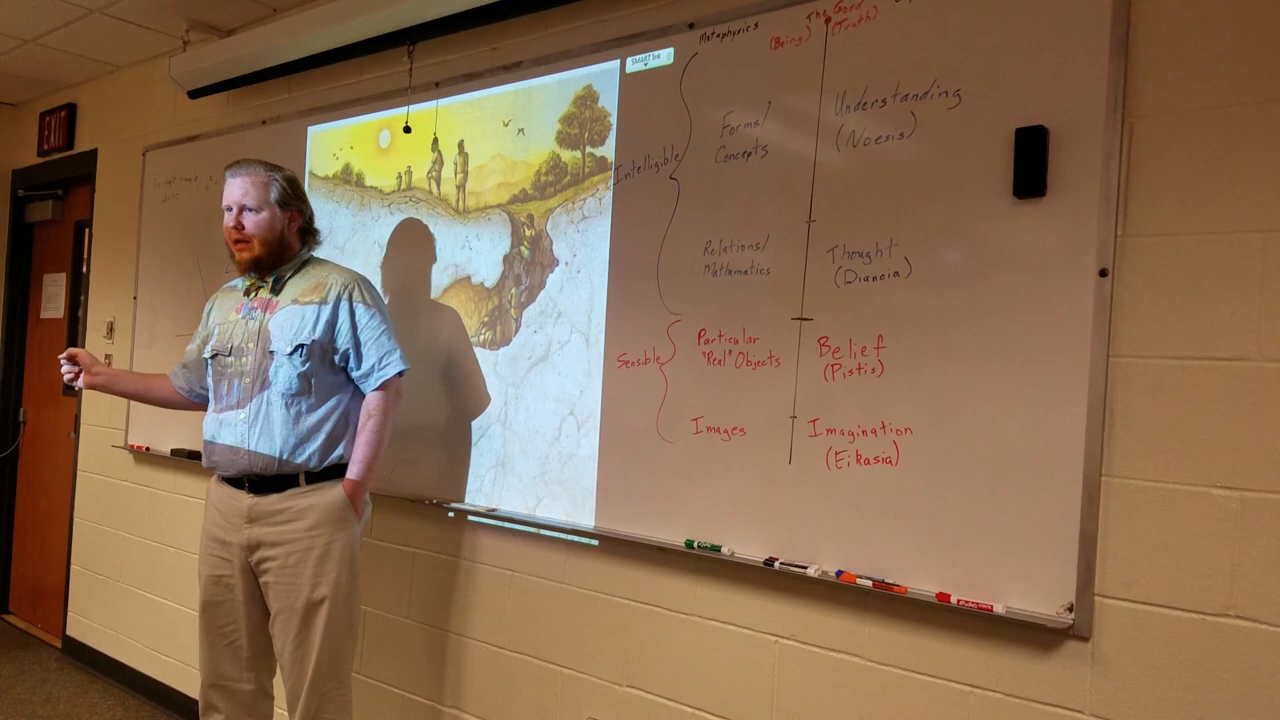 EXIT
SMART Ink
Metaphysics
The Good
(Being)
(Truth)
Intelligible
Forms/
Concepts
Understanding
(Noesis)
Relations/
Mathematics
Thought
(Dianoia)
Sensible
Particular
"Real" Objects
Belief
(Pistis)
Images
Imagination
(Eikasia)